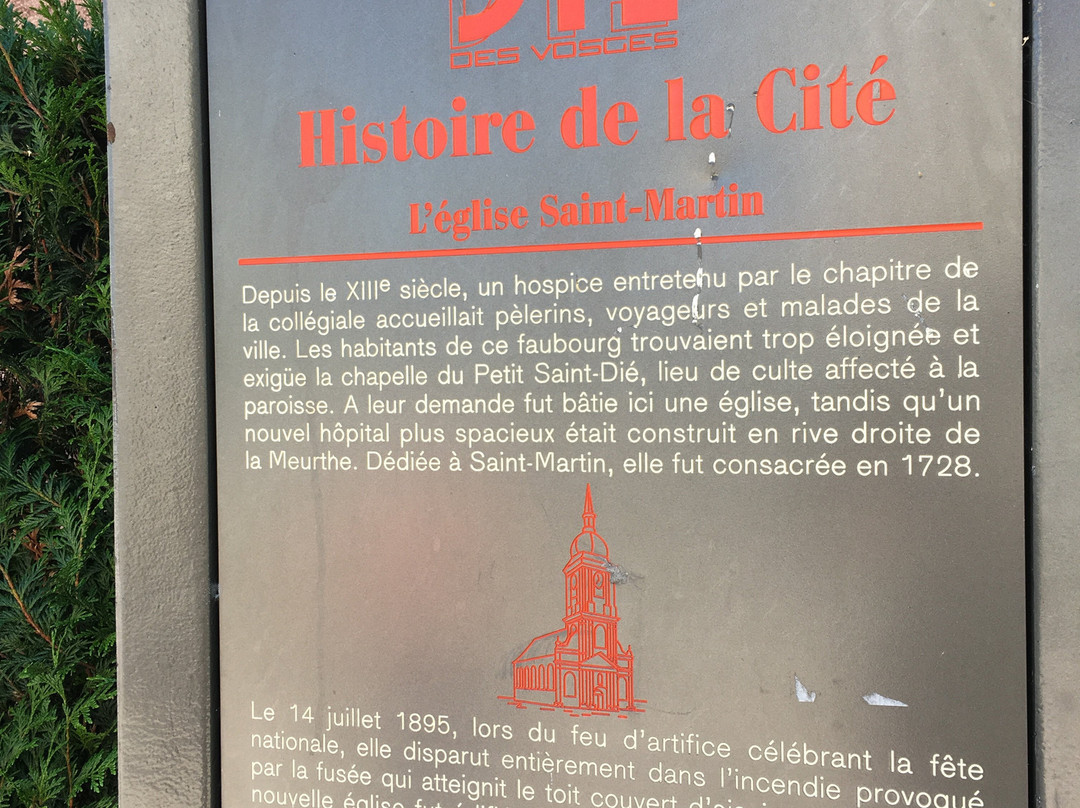 DIÉ
DES VOSGES
Histoire de la Cité
L'église Saint-Martin
Depuis le XIIIe siècle, un hospice entretenu par le chapitre de
la collégiale accueillait pèlerins, voyageurs et malades de la
ville. Les habitants de ce faubourg trouvaient trop éloignée et
exigüe la chapelle du Petit Saint-Dié, lieu de culte affecté à la
paroisse. A leur demande fut bâtie ici une église, tandis qu'un
nouvel hôpital plus spacieux était construit en rive droite de
la Meurthe. Dédiée à Saint-Martin, elle fut consacrée en 1728.
Le 14 juillet 1895, lors du feu d'artifice célébrant la fête
nationale, elle disparut entièrement dans l'incendie provoqué
par la fusée qui atteignit le toit couvert
nouvelle église fut